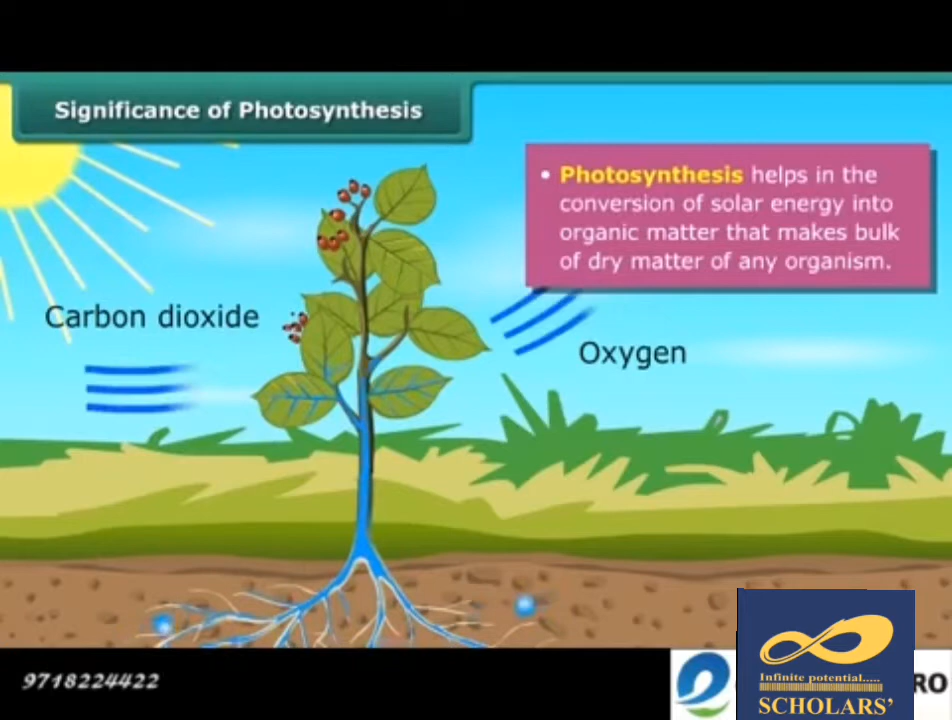 Significance of Photosynthesis
• Photosynthesis helps in the
conversion of solar energy into
organic matter that makes bulk
of dry matter of any organism.
Carbon dioxide
Oxygen
9718224422
Infinite potential.....
SCHOLARS'
RO